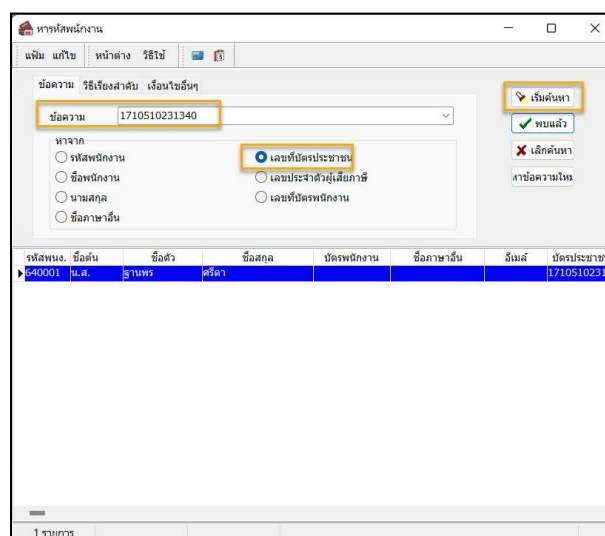 หารหัสพนักงาน
แฟ้ม แก้ไข หน้าต่าง วิธีใช้
ข้อความ วิธีเรียงลำดับ เงื่อนไขอื่นๆ
ข้อความ 1710510231340
เริ่มค้นหา
พบแล้ว
เลิกค้นหา
หาข้อความใหม
หาจาก
รหัสพนักงาน เลขที่บัตรประชาชน
ชื่อพนักงาน เลขประจำตัวผู้เสียภาษี
นามสกุล เลขที่บัตรพนักงาน
ชื่อภาษาอื่น
รหัสพนง. ชื่อต้น ชื่อตัว ชื่อสกุล บัตรพนักงาน ชื่อภาษาอื่น อีเมล์ บัตรประชาช
640001 น.ส. ฐานพร ศรีดา 171051023
1 รายการ